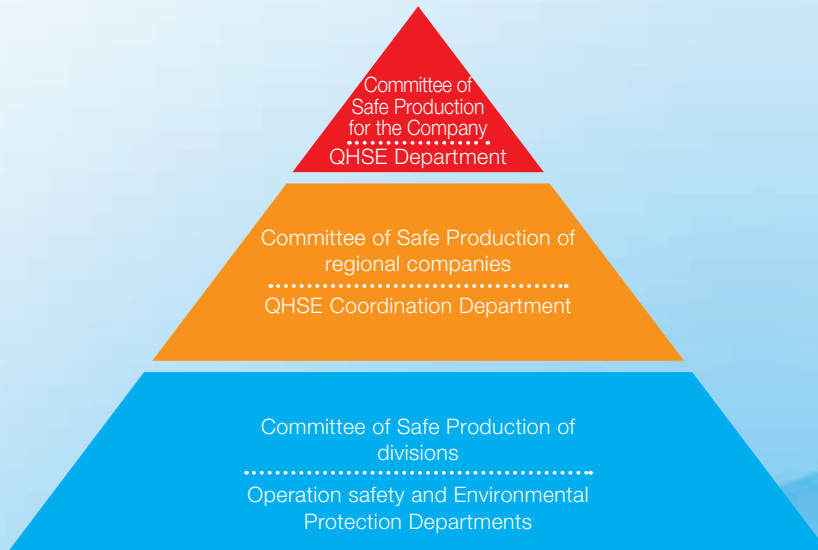 Committee of
Safe Production
for the Company
QHSE Department
Committee of Safe Production of
regional companies
QHSE Coordination Department
Committee of Safe Production of
divisions
Operation safety and Environmental
Protection Departments